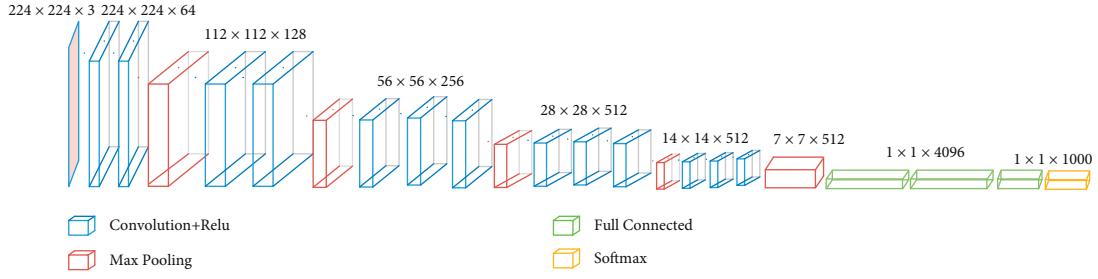 224 × 224 × 3
224 × 224 × 64
112 × 112 × 128
56 × 56 × 256
28 × 28 × 512
14 × 14 × 512
7 × 7 × 512
1 × 1 × 4096
1 × 1 × 1000
Convolution+Relu
Full Connected
Max Pooling
Softmax